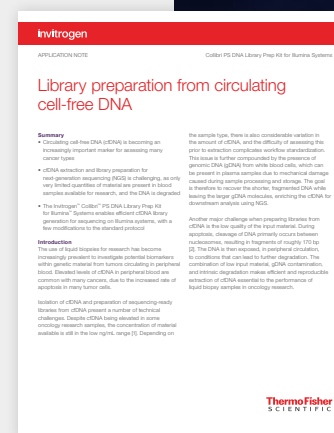 invitrogen
APPLICATION NOTE
Collibri PS DNA Library Prep Kit for Illumina Systems
Library preparation from circulating
cell-free DNA
Summary
• Circulating cell-free DNA (cfDNA) is becoming an
increasingly important marker for assessing many
cancer types
• cfDNA extraction and library preparation for
next-generation sequencing (NGS) is challenging, as only
very limited quantities of material are present in blood
samples available for research, and the DNA is degraded
• The Invitrogen™ Collibri™ PS DNA Library Prep Kit
for Illumina™ Systems enables efficient cfDNA library
generation for sequencing on Illumina systems, with a
few modifications to the standard protocol
Introduction
The use of liquid biopsies for research has become
increasingly prevalent to investigate potential biomarkers
within genetic material from tumors circulating in peripheral
blood. Elevated levels of cfDNA in peripheral blood are
common with many cancers, due to the increased rate of
apoptosis in many tumor cells.
Isolation of cfDNA and preparation of sequencing-ready
libraries from cfDNA present a number of technical
challenges. Despite cfDNA being elevated in some
oncology research samples, the concentration of material
available is still in the low ng/mL range [1]. Depending on
the sample type, there is also considerable variation in
the amount of cfDNA, and the difficulty of assessing this
prior to extraction complicates workflow standardization.
This issue is further compounded by the presence of
genomic DNA (gDNA) from white blood cells, which can
be present in plasma samples due to mechanical damage
caused during sample processing and storage. The goal
is therefore to recover the shorter, fragmented DNA while
leaving the larger gDNA molecules, enriching the cfDNA for
downstream analysis using NGS.
Another major challenge when preparing libraries from
cfDNA is the low quality of the input material. During
apoptosis, cleavage of DNA primarily occurs between
nucleosomes, resulting in fragments of roughly 170 bp
[2]. The DNA is then exposed, in peripheral circulation,
to conditions that can lead to further degradation. The
combination of low input material, gDNA contamination,
and intrinsic degradation makes efficient and reproducible
extraction of cfDNA essential to the performance of
liquid biopsy samples in oncology research.
ThermoFisher
SCIENTIFIC